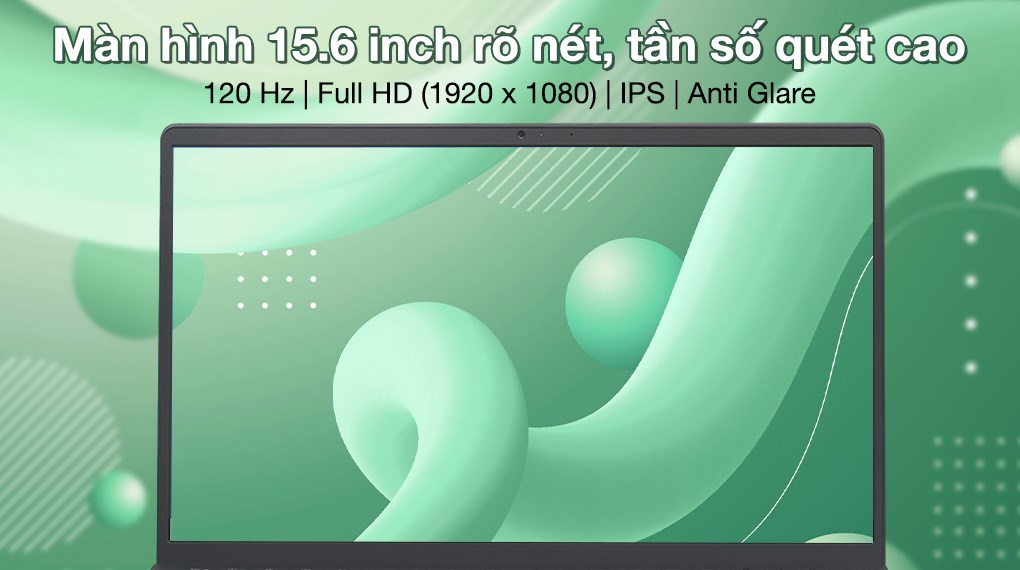 Màn hình 15.6 inch rõ nét, tần số quét cao
120 Hz | Full HD (1920 x 1080) | IPS | Anti Glare